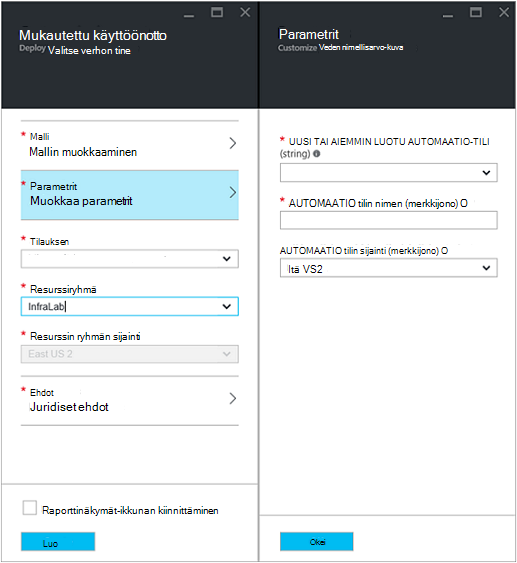 Mukautettu käyttöönotto
Deploy Valitse verhon tine
* Malli
Mallin muokkaaminen
* Parametrit
Muokkaa parametrit
* Tilauksen
* Resurssiryhmä
InfraLab
* Resurssin ryhmän sijainti
East US 2
* Ehdot
Juridiset ehdot
Raporttinäkymät-ikkunan kiinnittäminen
Luo
Parametrit
Customize Veden nimellisarvo-kuva
* UUSI TAI AIEMMIN LUOTU AUTOMAATIO-TILI
(string)
* AUTOMAATIO tilin nimen (merkkijono) O
AUTOMAATIO tilin sijainti (merkkijono) O
Itä VS2
Okei